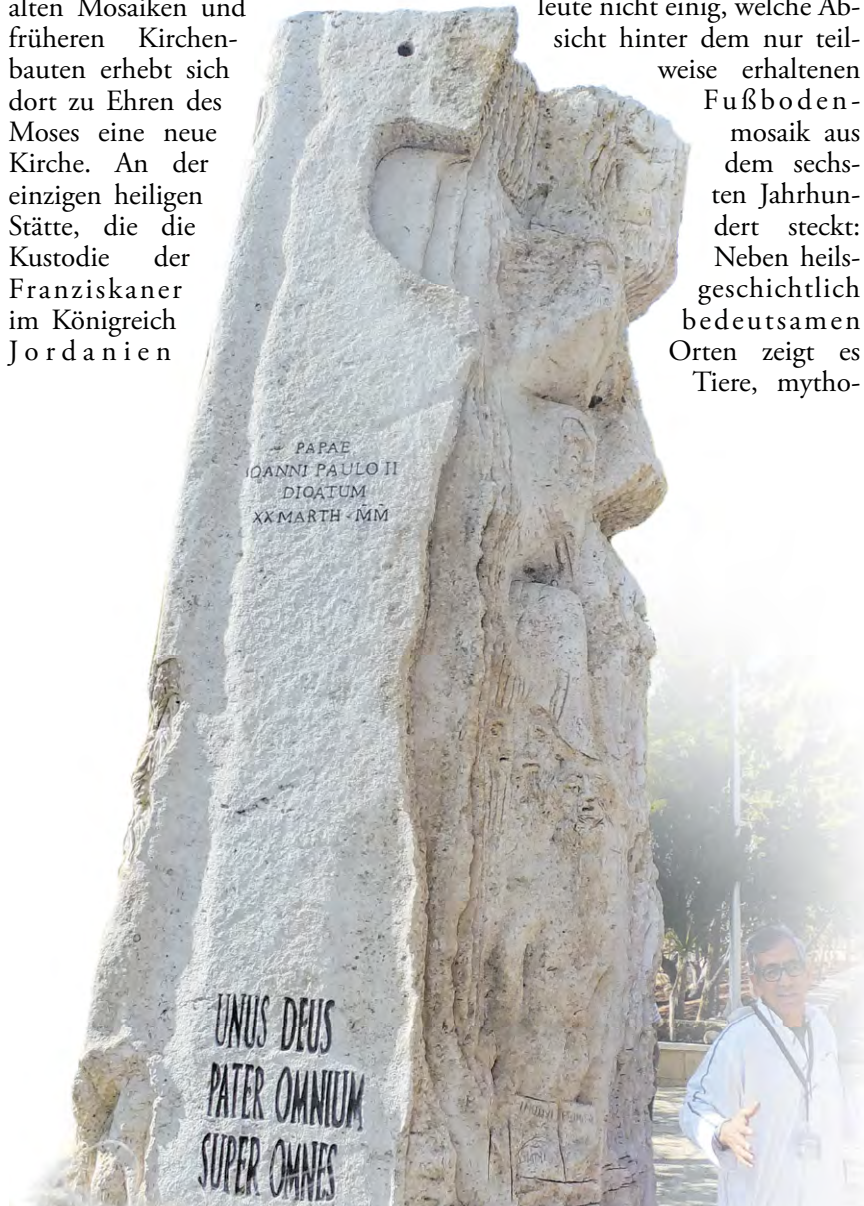 alten Mosaiken und
früheren Kirchen-
bauten erhebt sich
dort zu Ehren des
Moses eine neue
Kirche. An der
einzigen heiligen
Stätte, die die
Kustodie der
Franziskaner
im Königreich
Jordanien
leute nicht einig, welche Ab-
sicht hinter dem nur teil-
weise erhaltenen
Fußboden-
mosaik aus
dem sechs-
ten Jahrhun-
dert steckt:
Neben heils-
geschichtlich
bedeutsamen
Orten zeigt es
Tiere, mytho-
PAPAE
IOANNI PAULO II
DICATUM
XX MARTII · M̄M̄
UNUS DEUS
PATER OMNIUM
SUPER OMNES